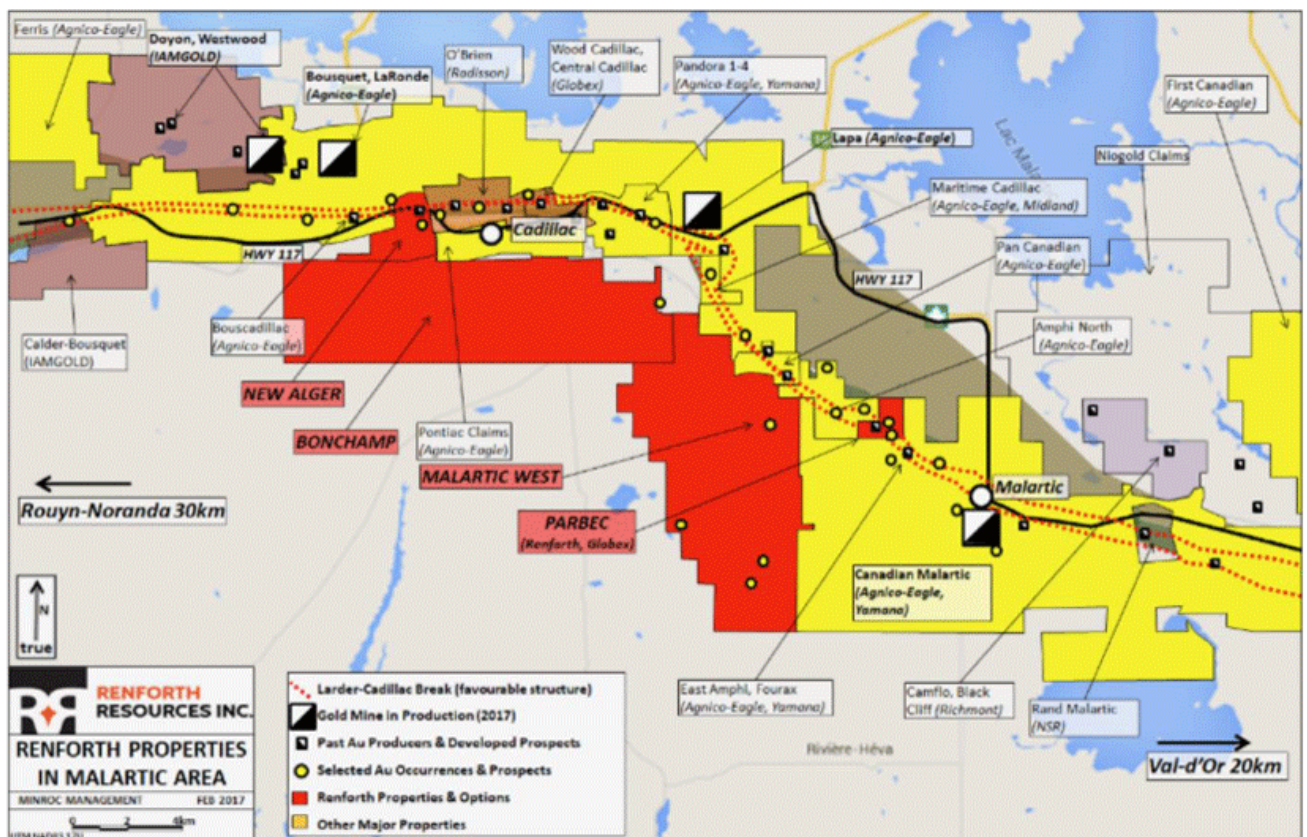 Ferris (Agnico-Eagle)
Doyon, Westwood
(IAMGOLD)
Bousquet, LaRonde
(Agnico-Eagle)
O'Brien
(Radisson)
Wood Cadillac,
Central Cadillac
(Globex)
Pandora 1-4
(Agnico-Eagle, Yamana)
First Canadian
(Agnico-Eagle)
Lapa (Agnico-Eagle)
Lac
Niogold Claims
Maritime Cadillac
(Agnico-Eagle, Midland)
Pan Canadian
(Agnico-Eagle)
Cadillac
HWY 117
HWY 117
Calder-Bousquet
(IAMGOLD)
Bouscadillac
(Agnico-Eagle)
Amphi North
(Agnico-Eagle)
NEW ALGER
BONCHAMP
Pontiac Claims
(Agnico-Eagle)
MALARTIC WEST
Rouyn-Noranda 30km
PARBEC
(Renfarth, Globex)
Malartic
Canadian Malartic
(Agnico-Eagle,
Yamana)
N
true
East Amphi, Fourax
(Agnico-Eagle, Yamana)
Camflo, Black
Cliff (Richmont)
Rand Malartic
(NSR)
Rivière-Héva
Val-d'Or 20km
RENFORTH
RESOURCES INC.
RENFORTH PROPERTIES
IN MALARTIC AREA
MINROC MANAGEMENT FEB 2017
0 2 4km
Larder-Cadillac Break (favourable structure)
Gold Mine in Production (2017)
Past Au Producers & Developed Prospects
Selected Au Occurrences & Prospects
Renforth Properties & Options
Other Major Properties